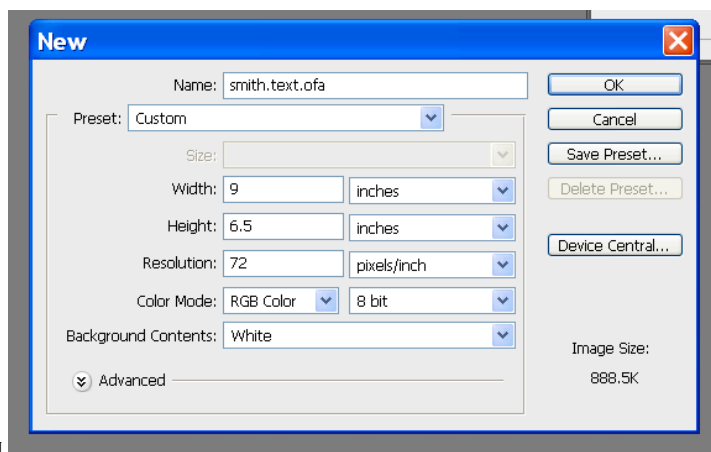 New
Name: smith.text.ofa
OK
Preset: Custom
Cancel
Size:
Save Preset...
Width: 9 inches
Delete Preset...
Height: 6.5 inches
Device Central...
Resolution: 72 pixels/inch
Color Mode: RGB Color 8 bit
Background Contents: White
Image Size:
888.5K
Advanced